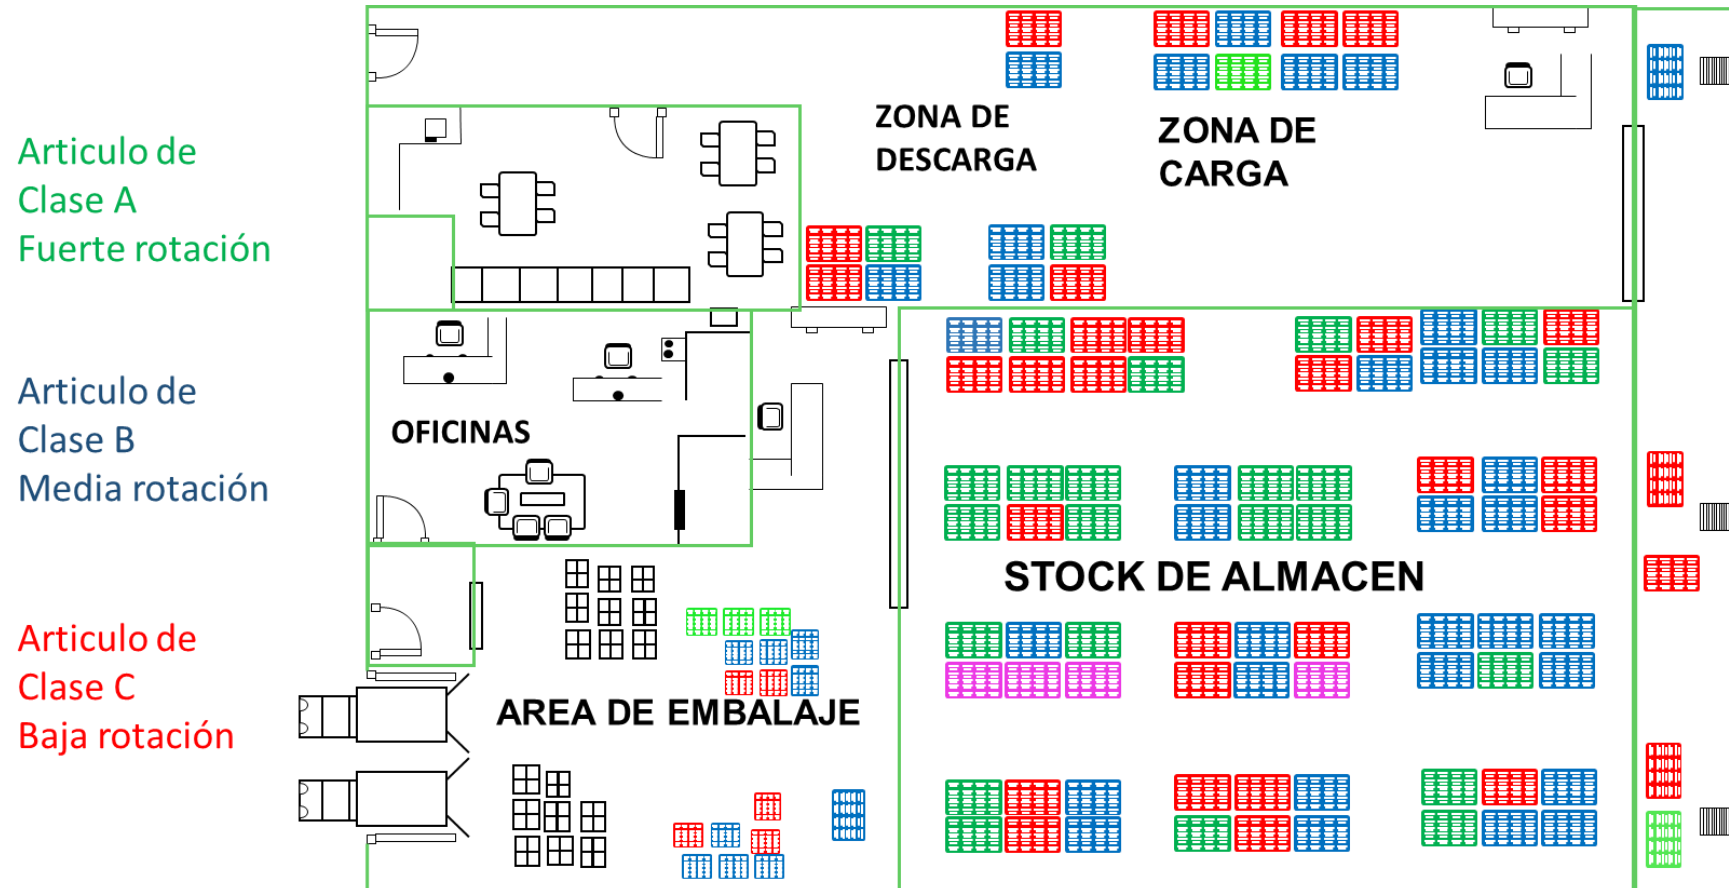 Articulo de
Clase A
Fuerte rotación
Articulo de
Clase B
Media rotación
Articulo de
Clase C
Baja rotación
ZONA DE
DESCARGA
ZONA DE
CARGA
OFICINAS
STOCK DE ALMACEN
AREA DE EMBALAJE